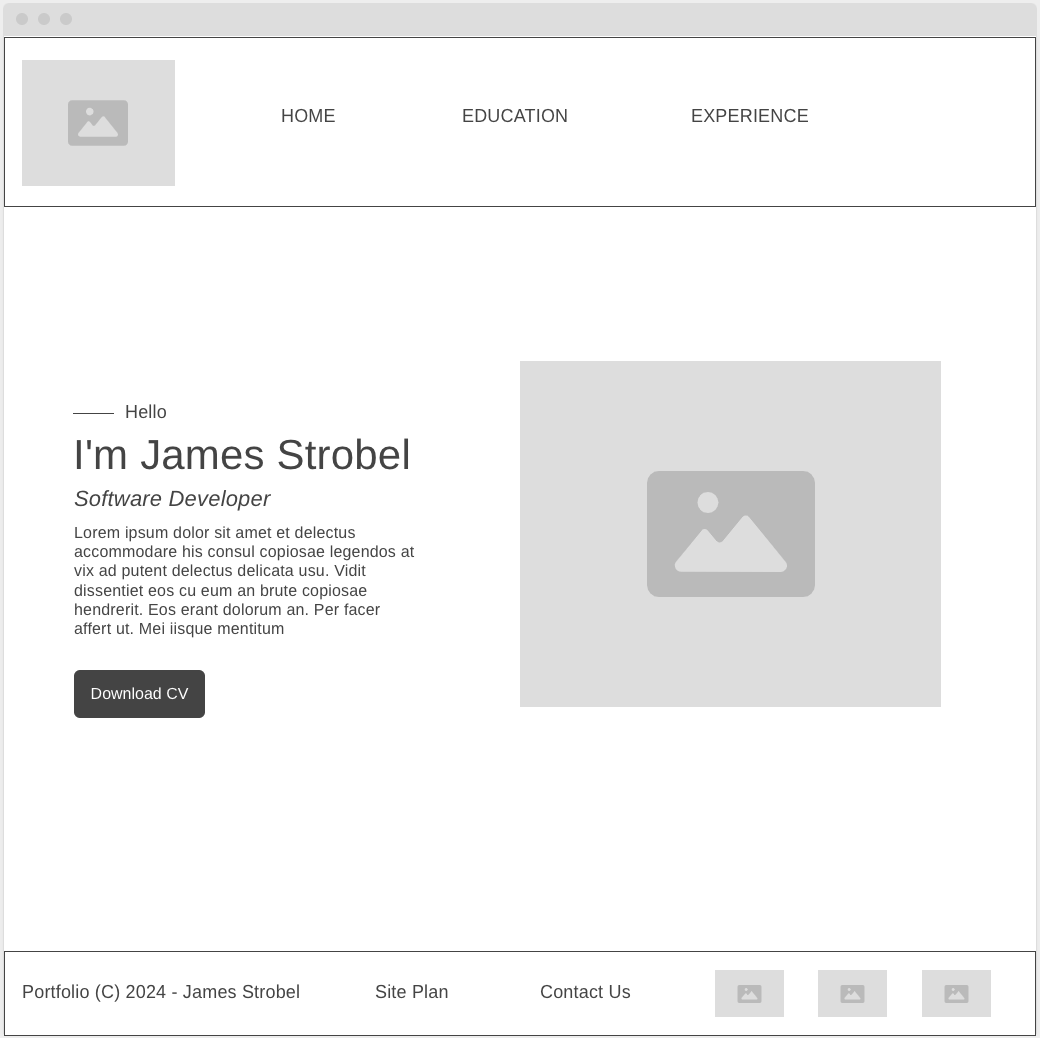 HOME
EDUCATION
EXPERIENCE
Hello
I'm James Strobel
Software Developer
Lorem ipsum dolor sit amet et delectus
accommodare his consul copiosae legendos at
vix ad putent delectus delicata usu. Vidit
dissentiet eos cu eum an brute copiosae
hendrerit. Eos erant dolorum an. Per facer
affert ut. Mei iisque mentitum
Download CV
Portfolio (C) 2024 - James Strobel
Site Plan
Contact Us